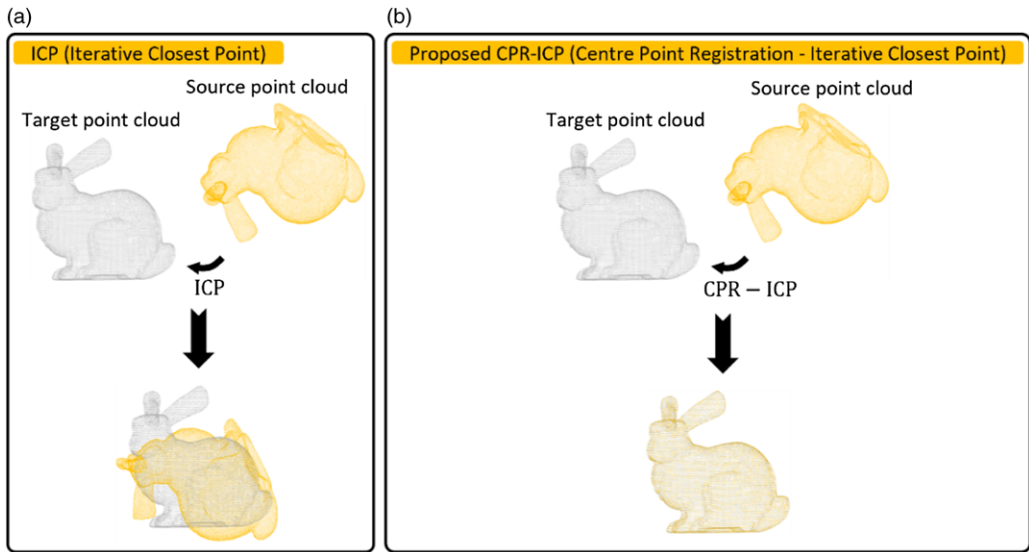 (a)
ICP (Iterative Closest Point)
Source point cloud
Target point cloud
ICP
(b)
Proposed CPR-ICP (Centre Point Registration - Iterative Closest Point)
Source point cloud
Target point cloud
CPR – ICP